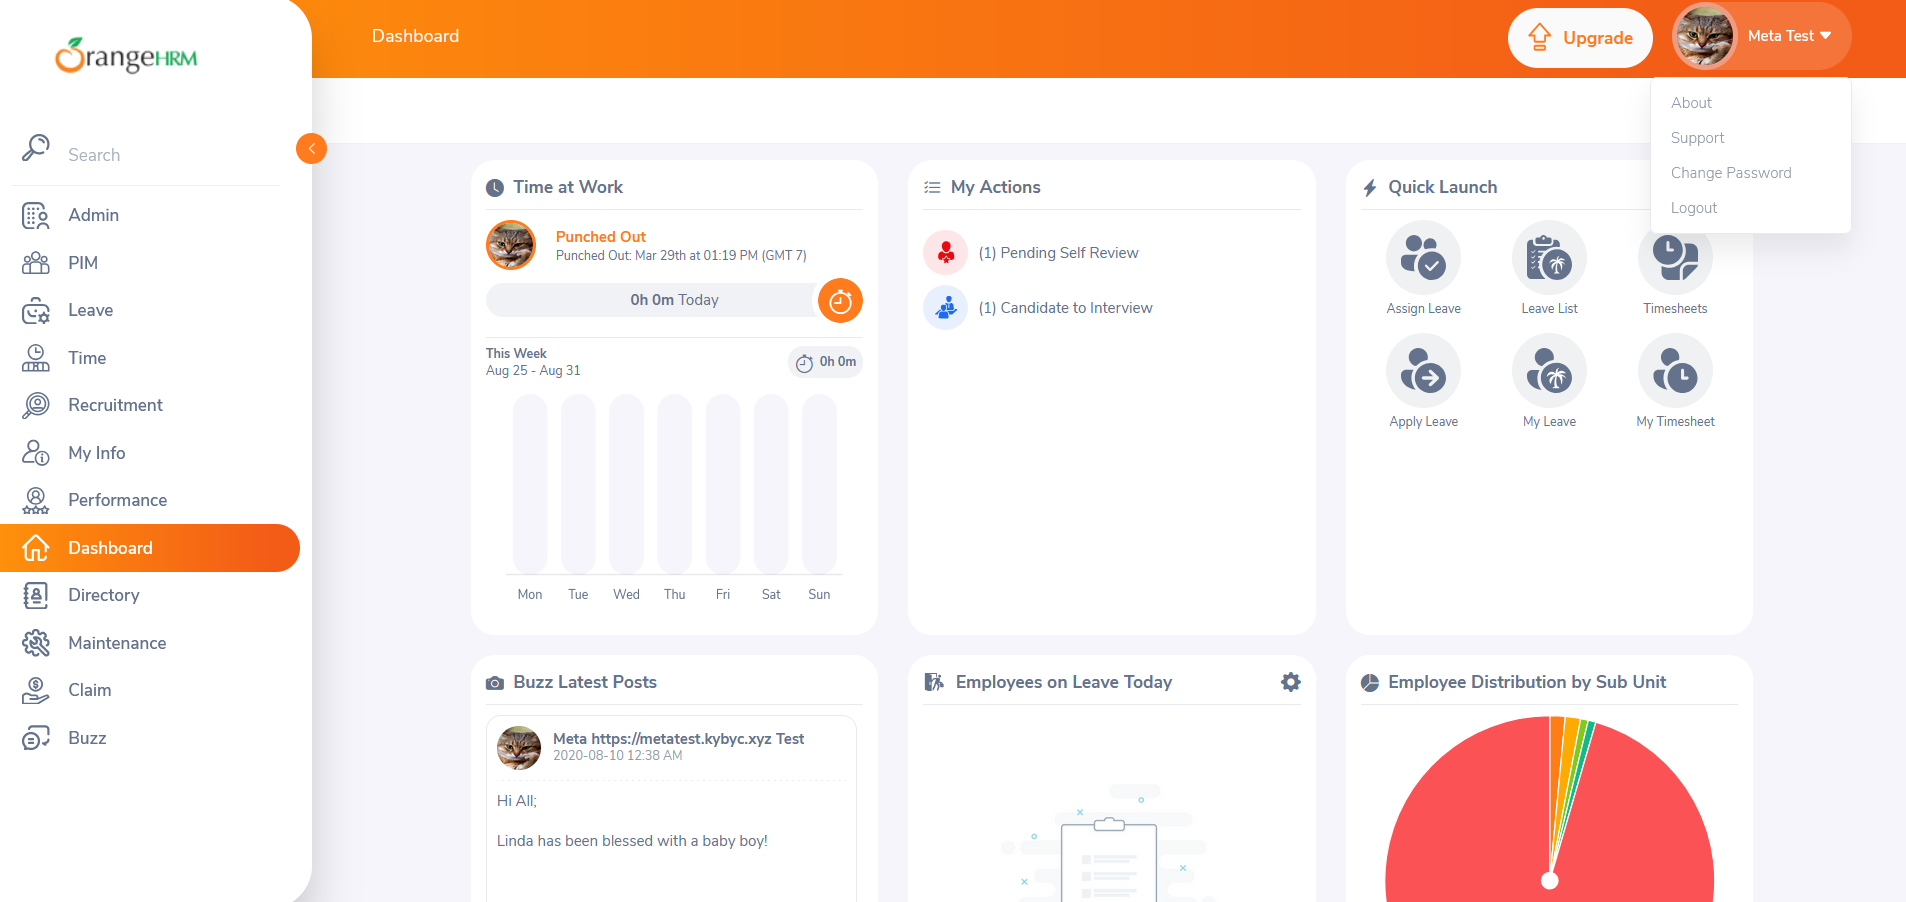 OrangeHRM
Dashboard
Upgrade
Meta Test
About
Support
Change Password
Logout
Search
Admin
PIM
Leave
Time
Recruitment
My Info
Performance
Dashboard
Directory
Maintenance
Claim
Buzz
Time at Work
Punched Out
Punched Out: Mar 29th at 01:19 PM (GMT 7)
0h 0m Today
This Week
Aug 25 - Aug 31
0h 0m
Mon Tue Wed Thu Fri Sat Sun
My Actions
(1) Pending Self Review
(1) Candidate to Interview
Quick Launch
Assign Leave Leave List Timesheets
Apply Leave My Leave My Timesheet
Buzz Latest Posts
Meta https://metatest.kybyc.xyz Test
2020-08-10 12:38 AM
Hi All;
Linda has been blessed with a baby boy!
Employees on Leave Today
Employee Distribution by Sub Unit